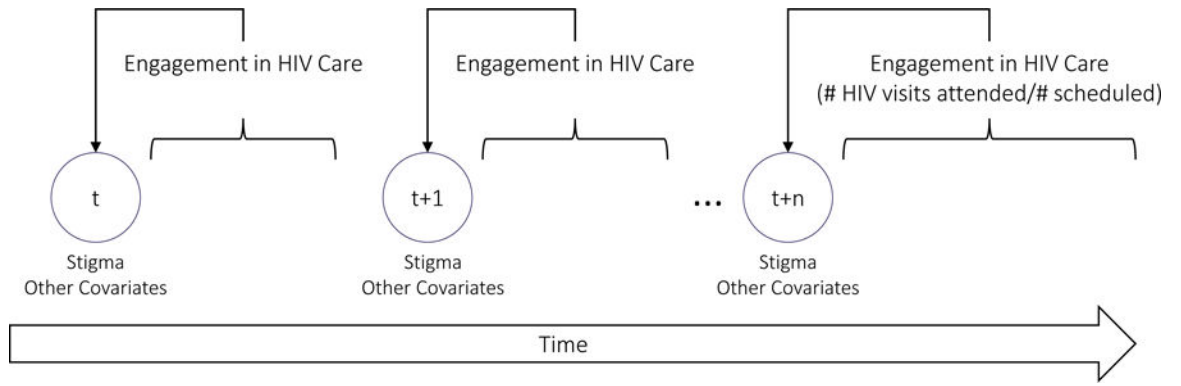 Engagement in HIV Care
Engagement in HIV Care
Engagement in HIV Care
(# HIV visits attended/# scheduled)
t
t+1
...
t+n
Stigma
Other Covariates
Stigma
Other Covariates
Stigma
Other Covariates
Time